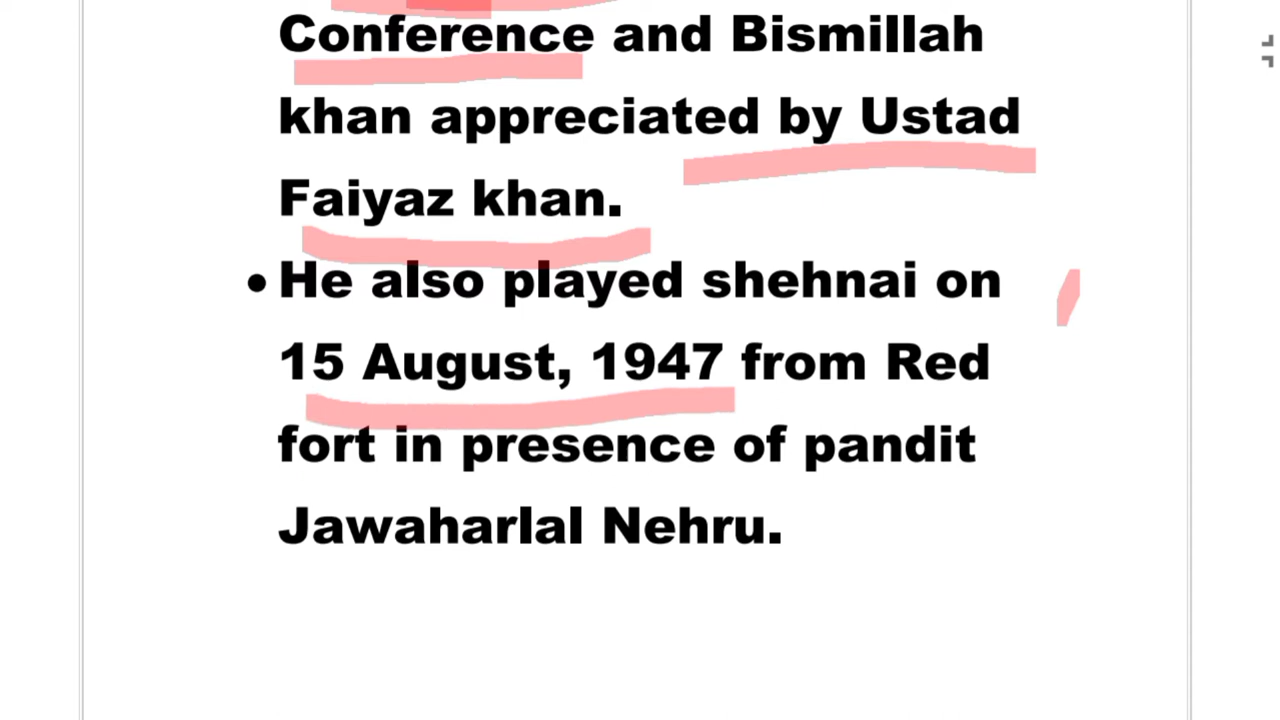 Conference and Bismillah
khan appreciated by Ustad
Faiyaz khan.
• He also played shehnai on
15 August, 1947 from Red
fort in presence of pandit
Jawaharlal Nehru.